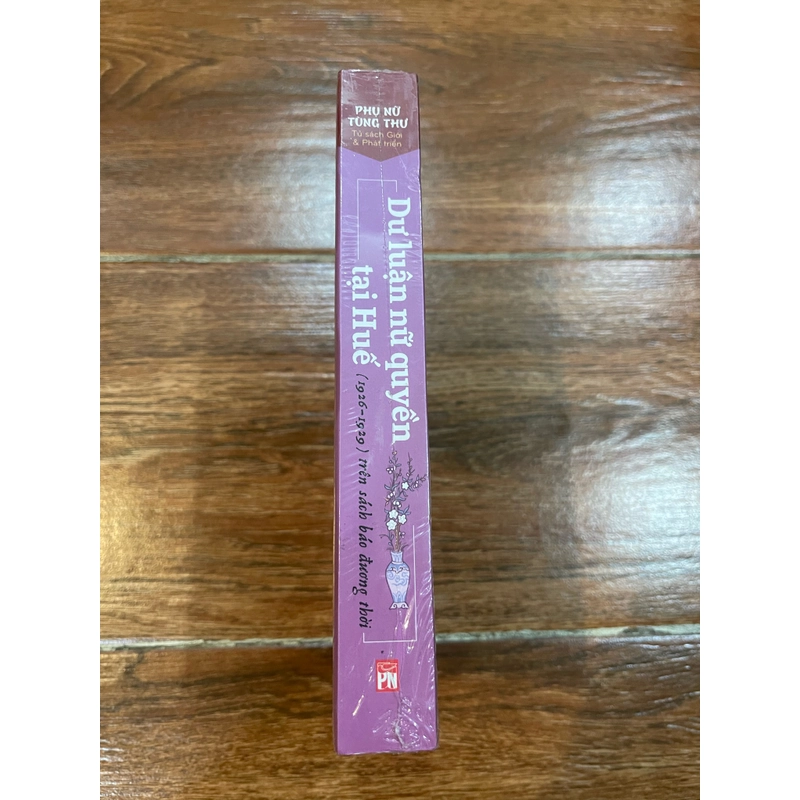 PHỤ NỮ
TÙNG THƯ
Tủ sách Giới
& Phát triển
Dư luận nữ quyền
tại Huế
(1926-1929) trên sách báo đương thời
PN